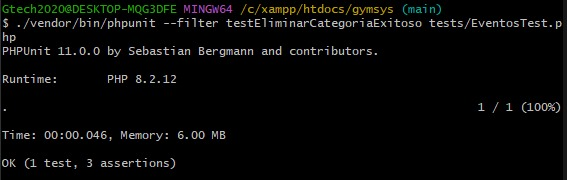 Gtech2020@DESKTOP-MQG3DFE MINGW64 /c/xampp/htdocs/gymsys (main)
$ ./vendor/bin/phpunit --filter testEliminarCategoriaExitoso tests/EventosTest.p
hp
PHPUnit 11.0.0 by Sebastian Bergmann and contributors.
Runtime:       PHP 8.2.12
.                                                                   1 / 1 (100%)
Time: 00:00.046, Memory: 6.00 MB
OK (1 test, 3 assertions)